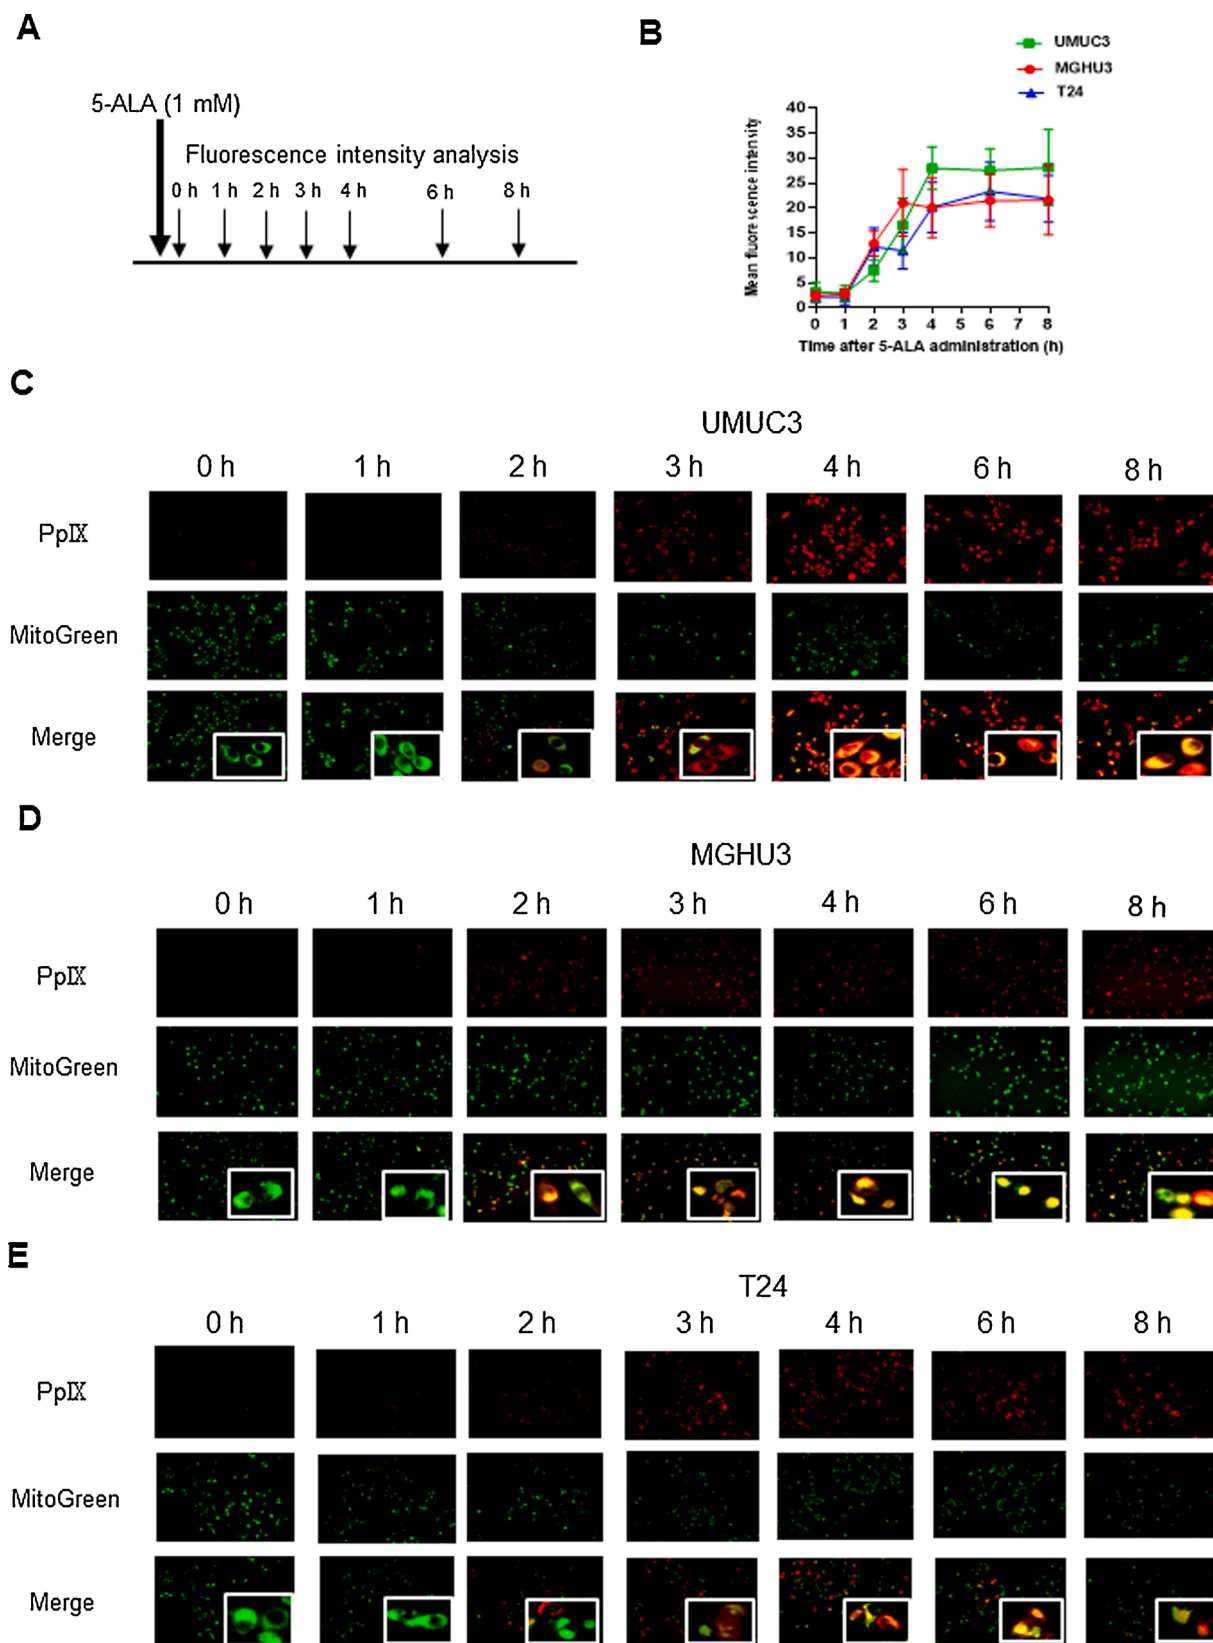 A
5-ALA (1 mM)
Fluorescence intensity analysis
0 h 1 h 2 h 3 h 4 h 6 h 8 h
B
UMUC3
MGHU3
T24
Mean fluorescence intensity
40
35
30
25
20
15
10
5
0
0 1 2 3 4 5 6 7 8
Time after 5-ALA administration (h)
C
UMUC3
0 h 1 h 2 h 3 h 4 h 6 h 8 h
PpIX
MitoGreen
Merge
D
MGHU3
0 h 1 h 2 h 3 h 4 h 6 h 8 h
PpIX
MitoGreen
Merge
E
T24
0 h 1 h 2 h 3 h 4 h 6 h 8 h
PpIX
MitoGreen
Merge